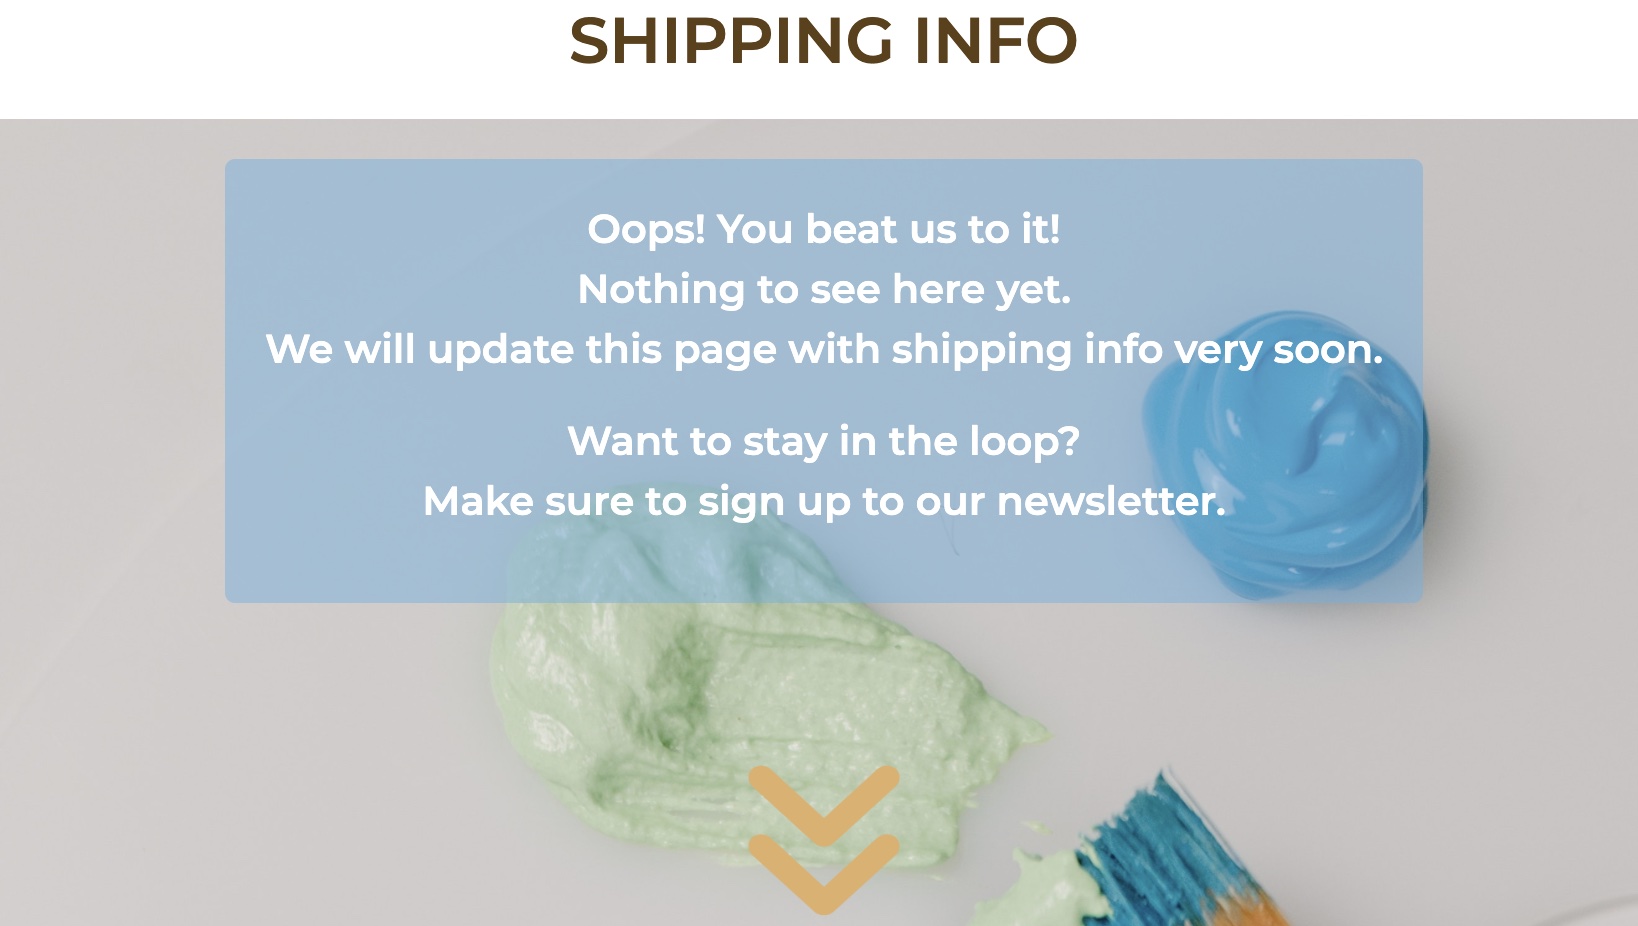 SHIPPING INFO
Oops! You beat us to it!
Nothing to see here yet.
We will update this page with shipping info very soon.
Want to stay in the loop?
Make sure to sign up to our newsletter.